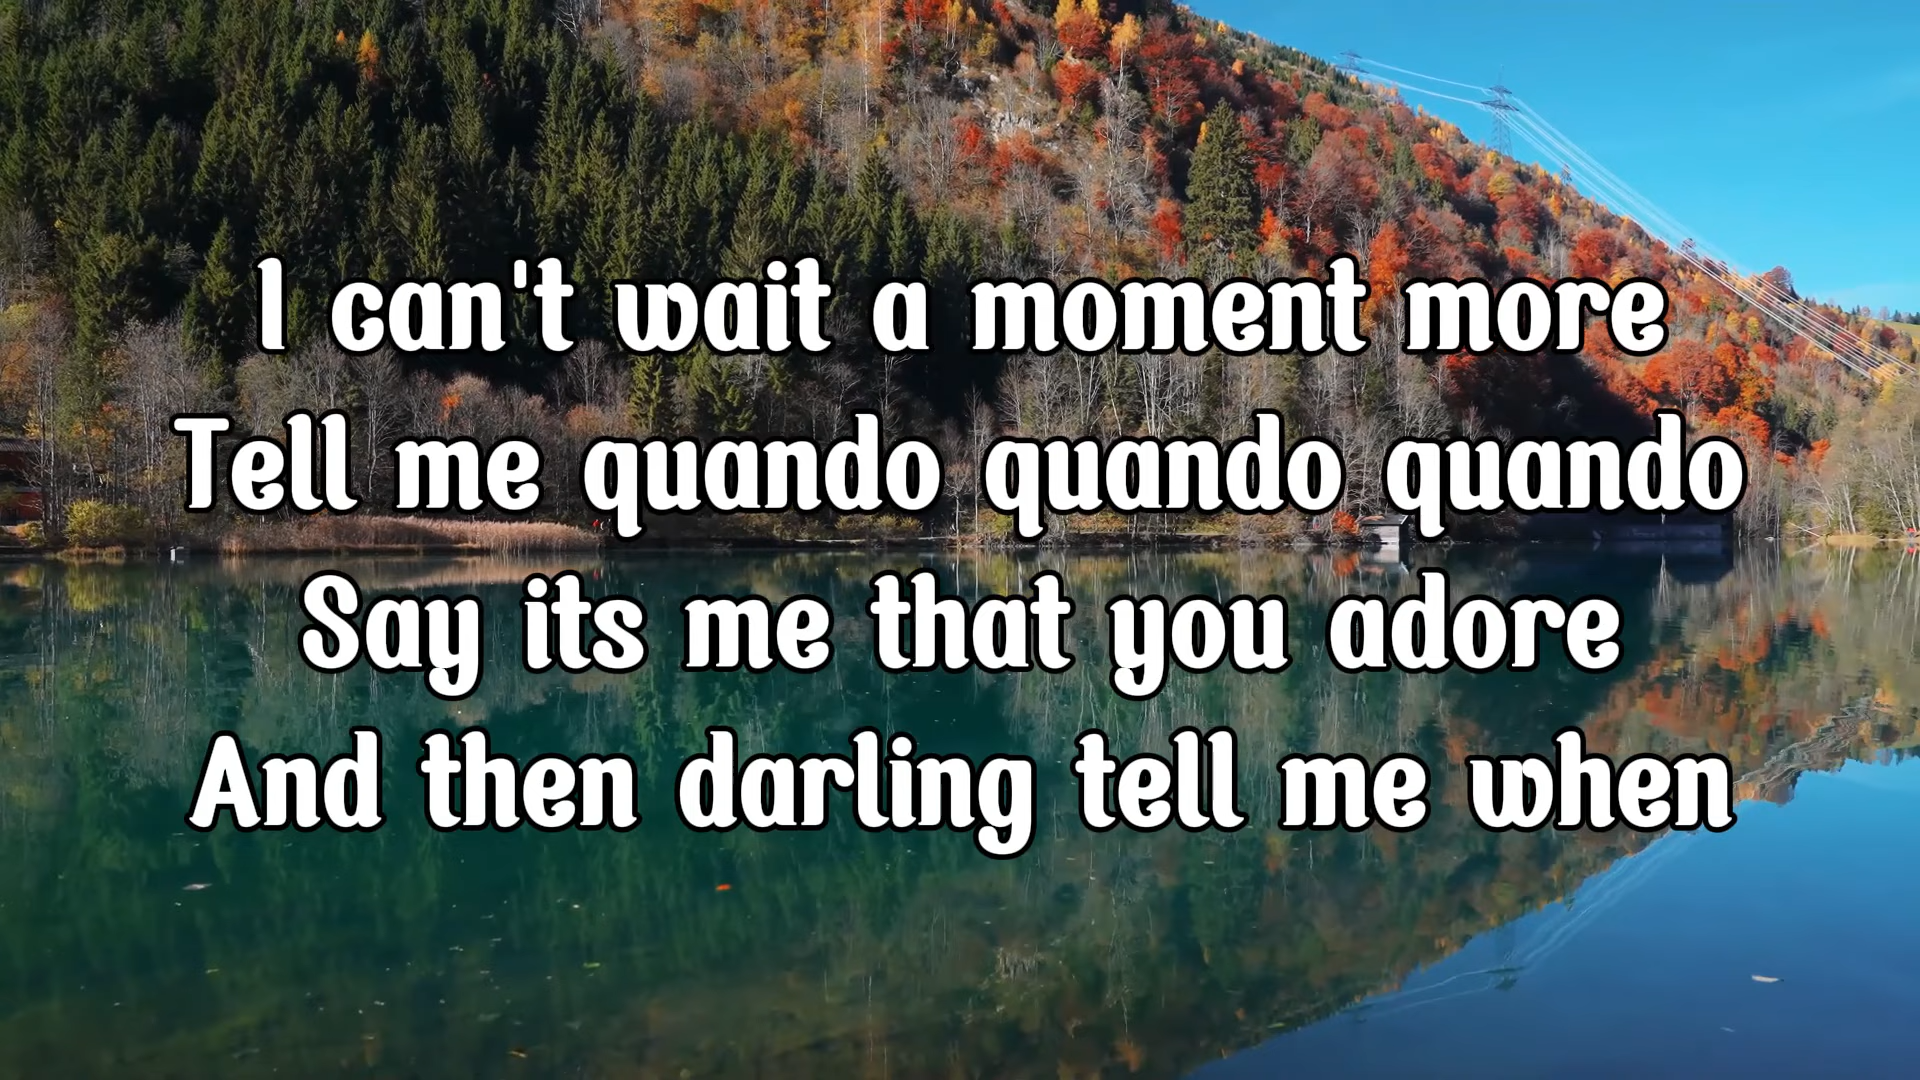 I can't wait a moment more
Tell me quando quando quando
Say its me that you adore
And then darling tell me when